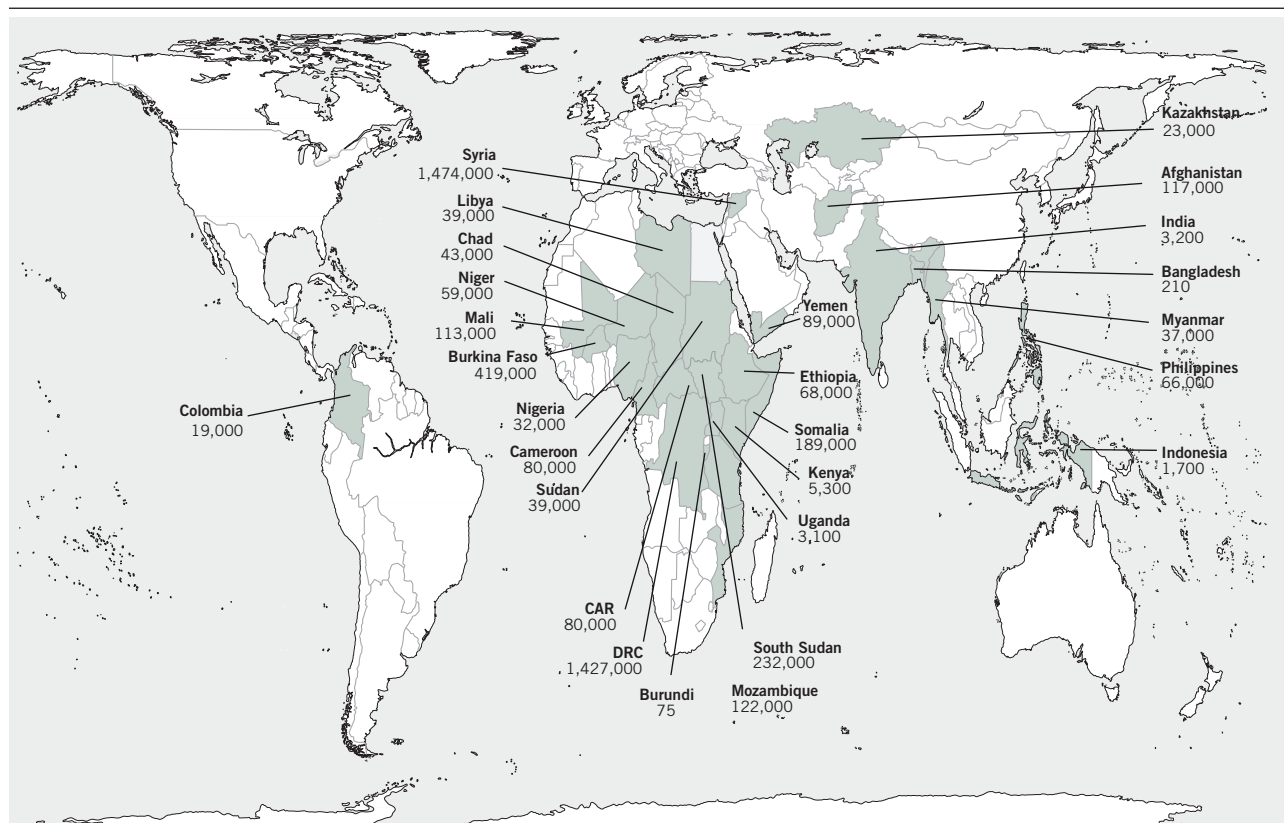 Kazakhstan
23,000
Syria
1,474,000
Afghanistan
117,000
Libya
39,000
India
3,200
Chad
43,000
Bangladesh
210
Niger
59,000
Yemen
89,000
Mali
113,000
Myanmar
37,000
Burkina Faso
419,000
Philippines
66,000
Ethiopia
68,000
Colombia
19,000
Nigeria
32,000
Somalia
189,000
Cameroon
80,000
Indonesia
1,700
Kenya
5,300
Sudan
39,000
Uganda
3,100
CAR
80,000
DRC
1,427,000
South Sudan
232,000
Burundi
75
Mozambique
122,000